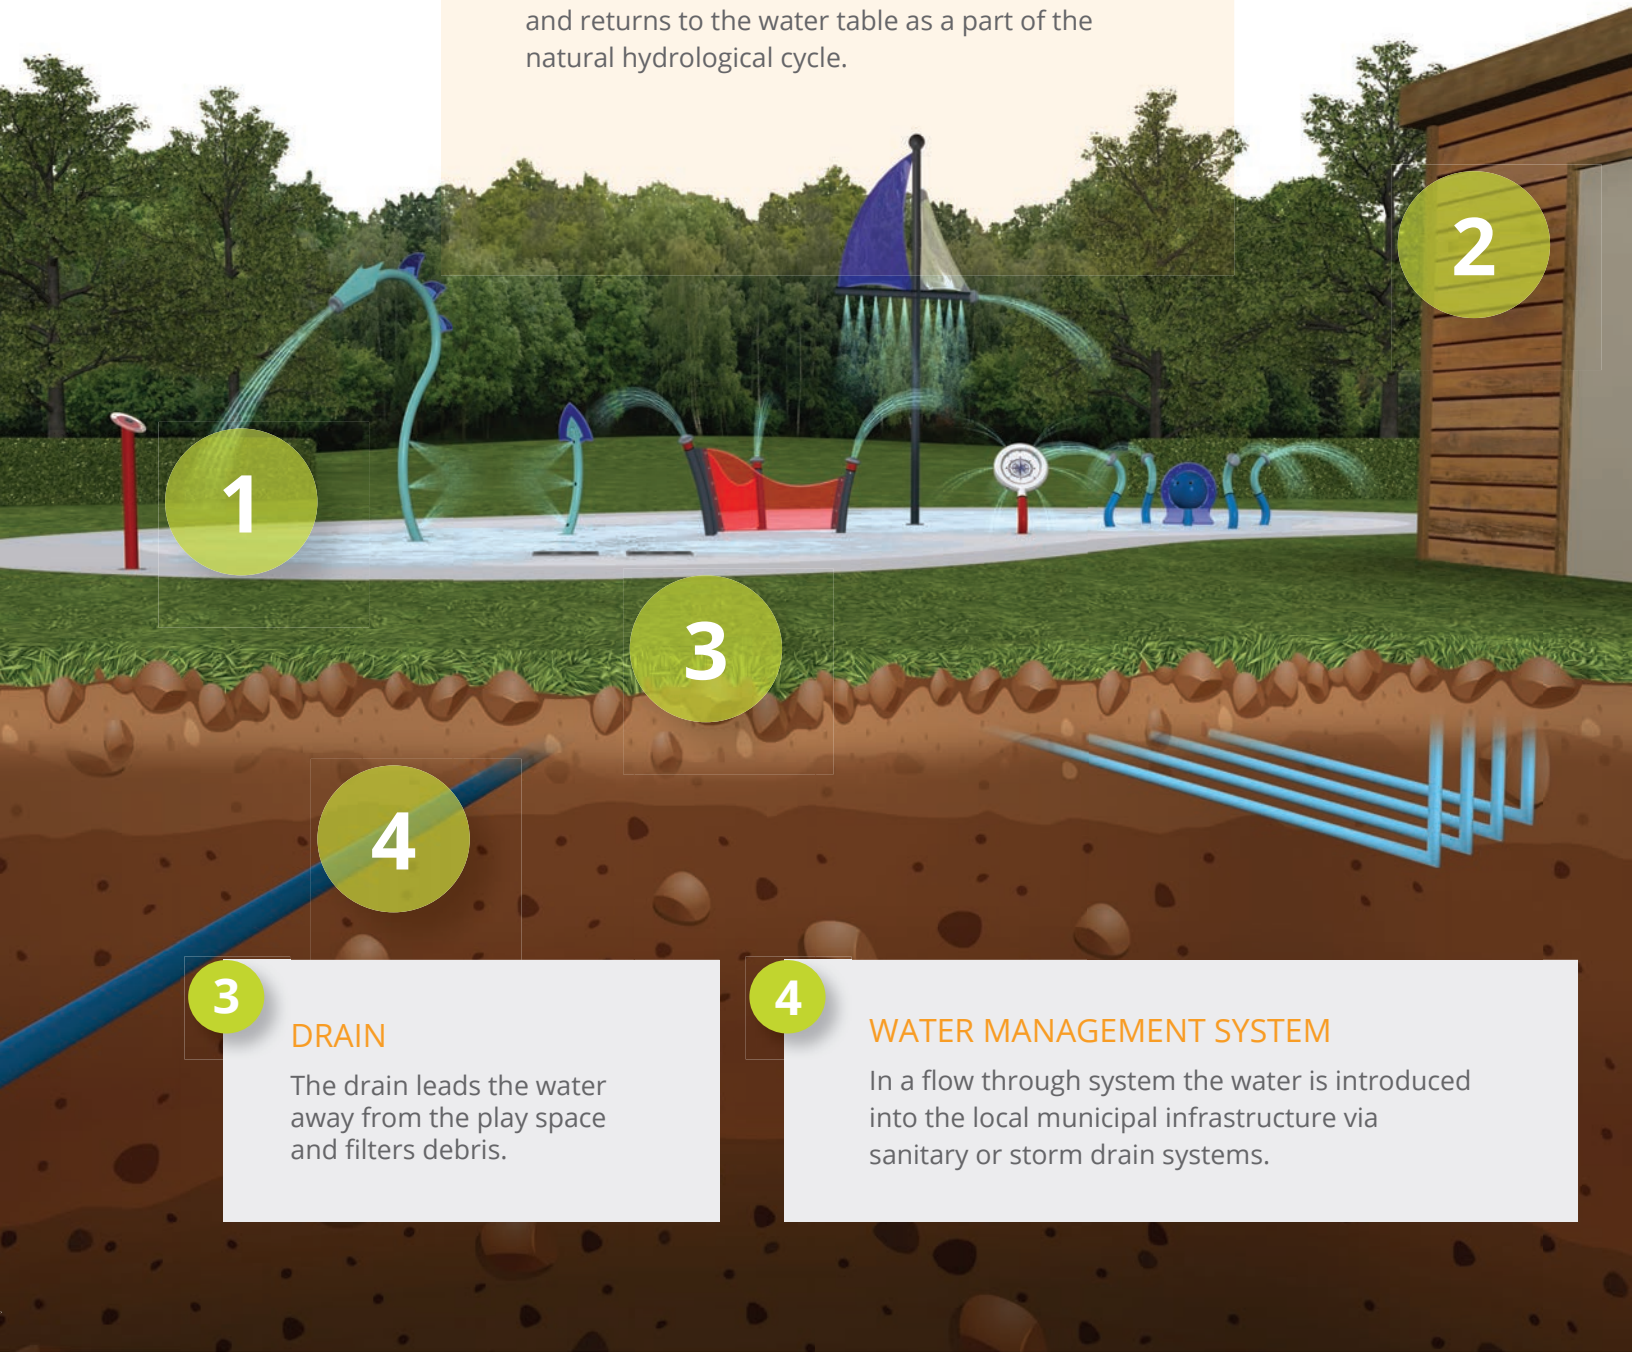 and returns to the water table as a part of the
natural hydrological cycle.
2
1
3
4
3
DRAIN
The drain leads the water
away from the play space
and filters debris.
4
WATER MANAGEMENT SYSTEM
In a flow through system the water is introduced
into the local municipal infrastructure via
sanitary or storm drain systems.